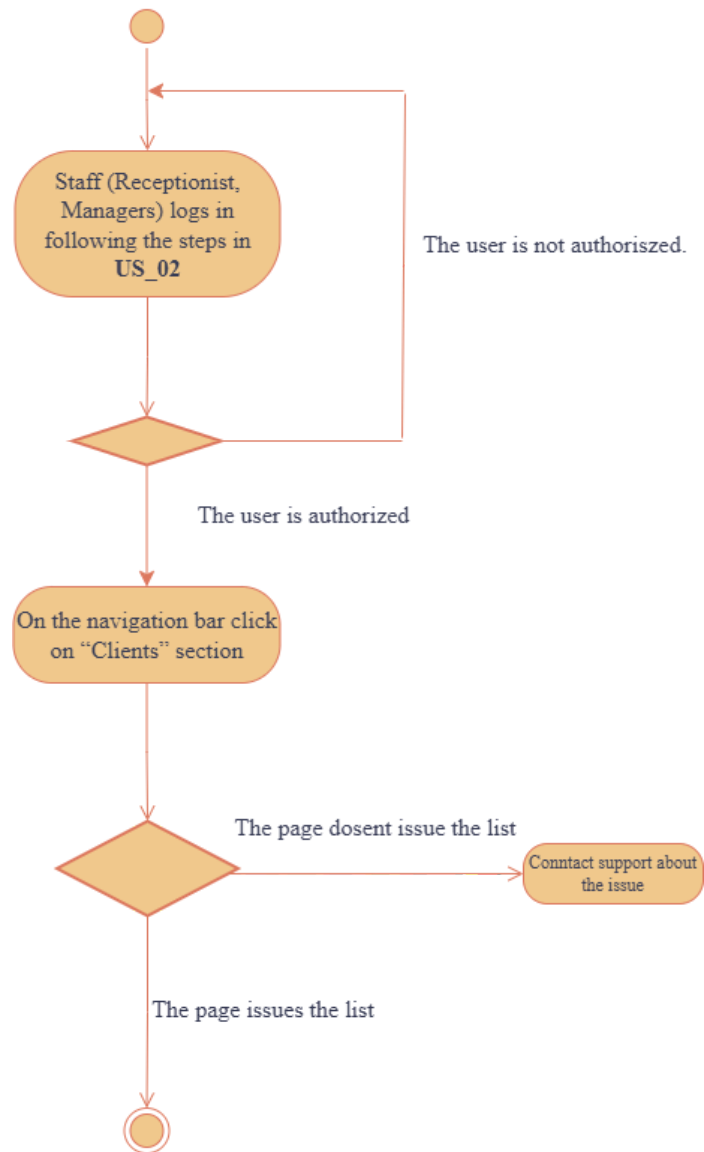 Staff (Receptionist,
Managers) logs in
following the steps in
US_02
The user is not authoriszed.
The user is authorized
On the navigation bar click
on “Clients” section
The page dosent issue the list
Conntact support about
the issue
The page issues the list